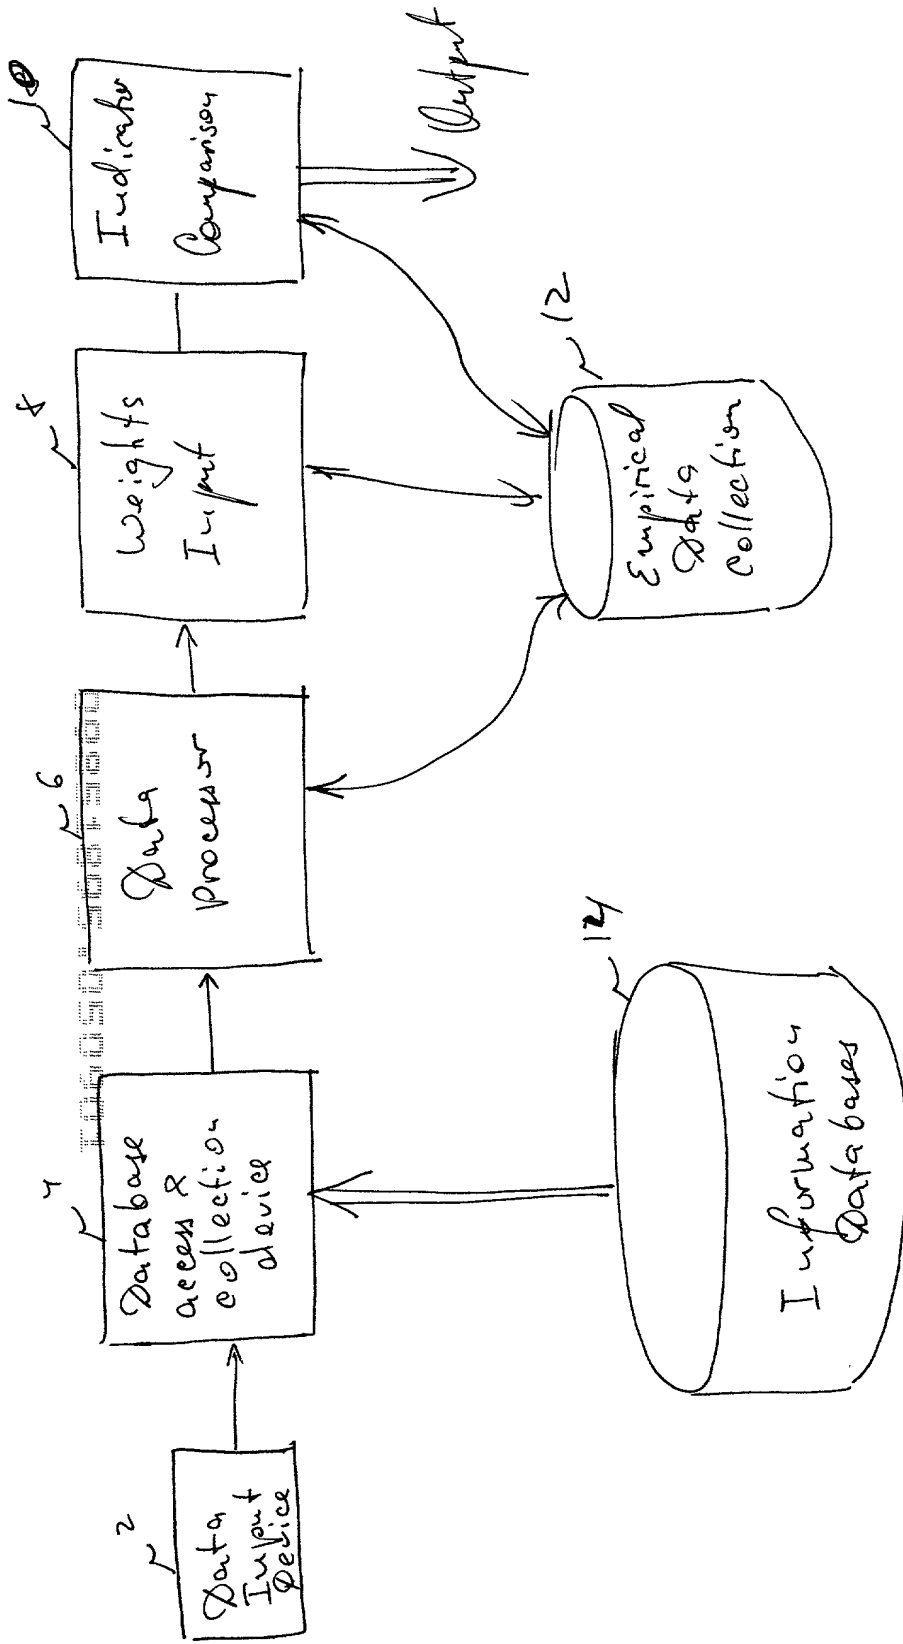 2
Data
Input
Device
4
Database
access &
collection
device
6
Data
processor
8
Weights
Input
10
Indicator
Comparison
Output
12
Empirical
Data
Collection
14
Information
Databases